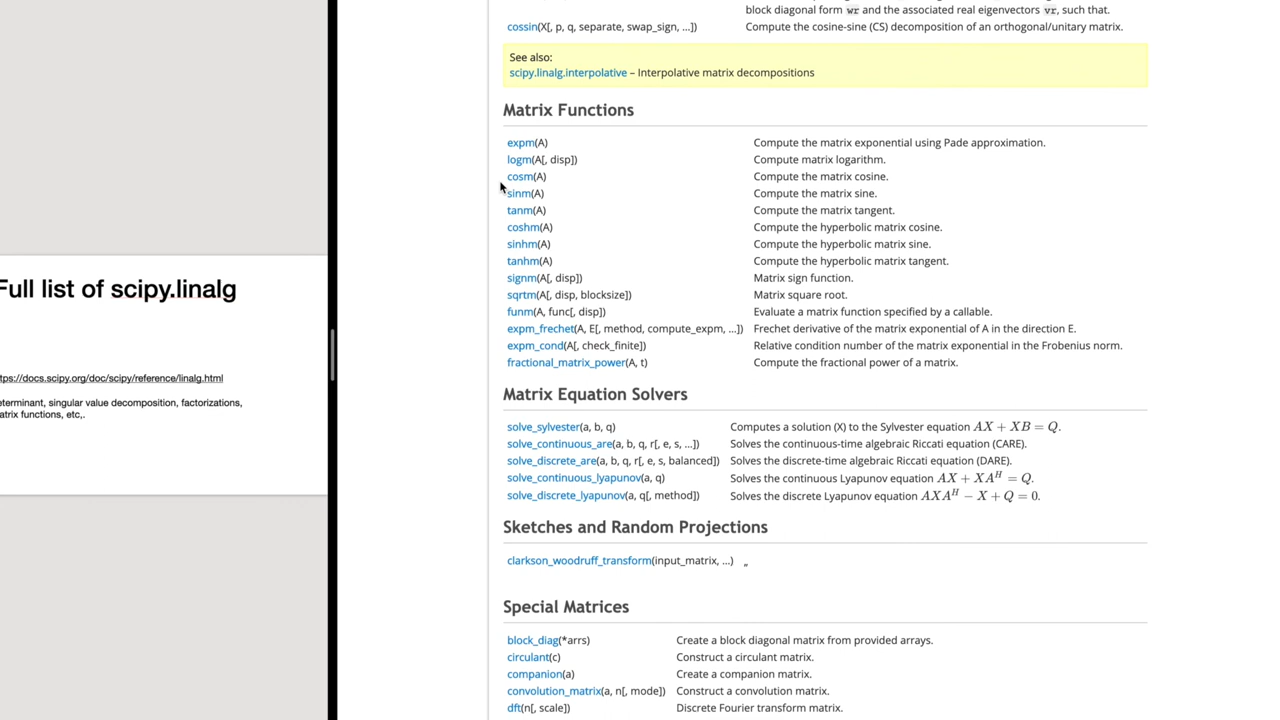 Full list of scipy.linalg
tps://docs.scipy.org/doc/scipy/reference/linalg.html
eterminant, singular value decomposition, factorizations,
atrix functions, etc,.
block diagonal form wr and the associated real eigenvectors vr, such that.
cossin(X[, p, q, separate, swap_sign, ...]) Compute the cosine-sine (CS) decomposition of an orthogonal/unitary matrix.
See also:
scipy.linalg.interpolative – Interpolative matrix decompositions
Matrix Functions
expm(A) Compute the matrix exponential using Pade approximation.
logm(A[, disp]) Compute matrix logarithm.
cosm(A) Compute the matrix cosine.
sinm(A) Compute the matrix sine.
tanm(A) Compute the matrix tangent.
coshm(A) Compute the hyperbolic matrix cosine.
sinhm(A) Compute the hyperbolic matrix sine.
tanhm(A) Compute the hyperbolic matrix tangent.
signm(A[, disp]) Matrix sign function.
sqrtm(A[, disp, blocksize]) Matrix square root.
funm(A, func[, disp]) Evaluate a matrix function specified by a callable.
expm_frechet(A, E[, method, compute_expm, ...]) Frechet derivative of the matrix exponential of A in the direction E.
expm_cond(A[, check_finite]) Relative condition number of the matrix exponential in the Frobenius norm.
fractional_matrix_power(A, t) Compute the fractional power of a matrix.
Matrix Equation Solvers
solve_sylvester(a, b, q) Computes a solution (X) to the Sylvester equation AX + XB = Q.
solve_continuous_are(a, b, q, r[, e, s, ...]) Solves the continuous-time algebraic Riccati equation (CARE).
solve_discrete_are(a, b, q, r[, e, s, balanced]) Solves the discrete-time algebraic Riccati equation (DARE).
solve_continuous_lyapunov(a, q) Solves the continuous Lyapunov equation AX + XA^H = Q.
solve_discrete_lyapunov(a, q[, method]) Solves the discrete Lyapunov equation AXA^H − X + Q = 0.
Sketches and Random Projections
clarkson_woodruff_transform(input_matrix, ...) „
Special Matrices
block_diag(*arrs) Create a block diagonal matrix from provided arrays.
circulant(c) Construct a circulant matrix.
companion(a) Create a companion matrix.
convolution_matrix(a, n[, mode]) Construct a convolution matrix.
dft(n[, scale]) Discrete Fourier transform matrix.